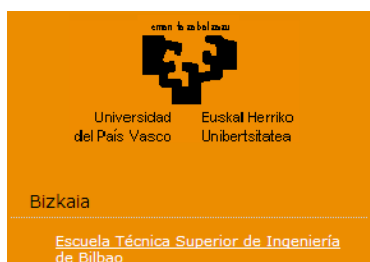 eman ta zabal zazu
Universidad Euskal Herriko
del País Vasco Unibertsitatea
Bizkaia
Escuela Técnica Superior de Ingeniería
de Bilbao